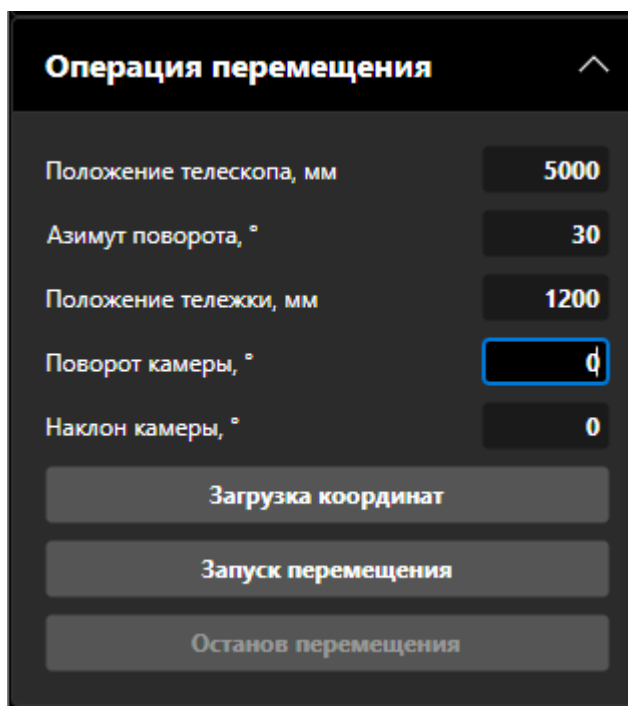 Операция перемещения
Положение телескопа, мм 5000
Азимут поворота, ° 30
Положение тележки, мм 1200
Поворот камеры, ° 0
Наклон камеры, ° 0
Загрузка координат
Запуск перемещения
Останов перемещения